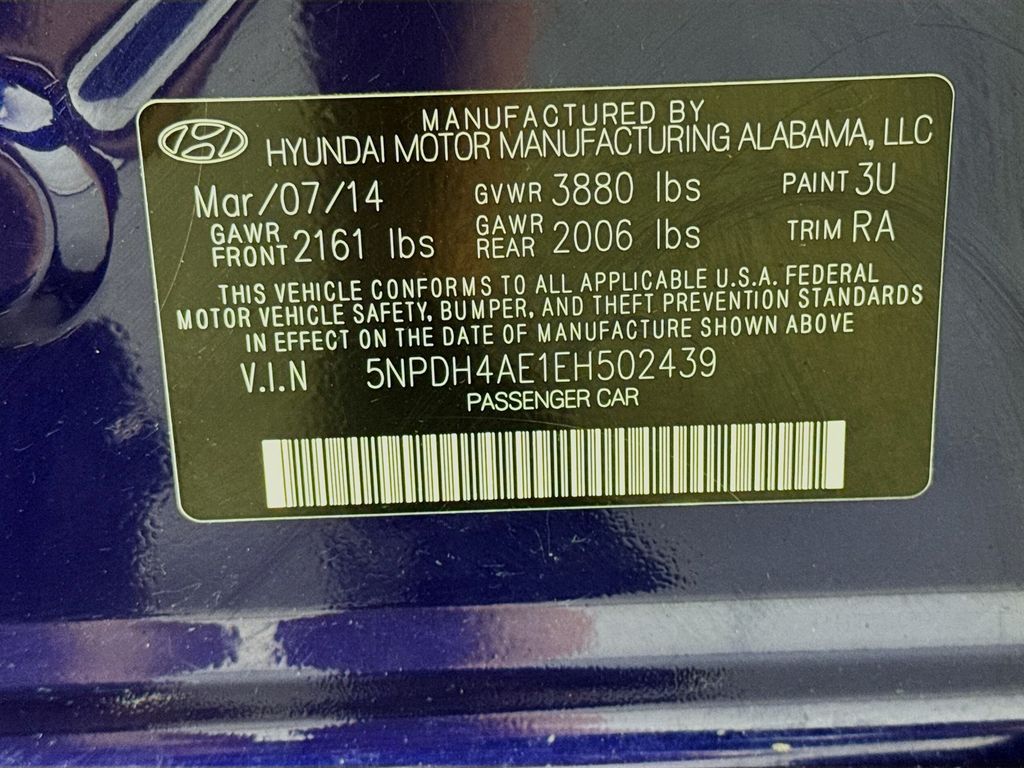 MANUFACTURED BY
HYUNDAI MOTOR MANUFACTURING ALABAMA, LLC
Mar/07/14 GVWR 3880 lbs PAINT 3U
GAWR FRONT 2161 lbs GAWR REAR 2006 lbs TRIM RA
THIS VEHICLE CONFORMS TO ALL APPLICABLE U.S.A. FEDERAL
MOTOR VEHICLE SAFETY, BUMPER, AND THEFT PREVENTION STANDARDS
IN EFFECT ON THE DATE OF MANUFACTURE SHOWN ABOVE
V.I.N 5NPDH4AE1EH502439
PASSENGER CAR